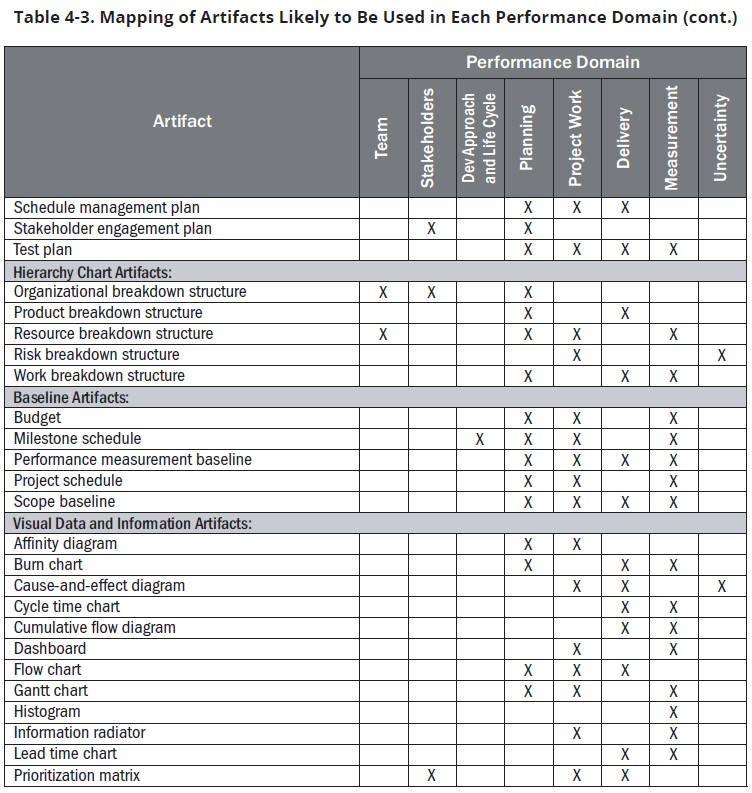 Table 4-3. Mapping of Artifacts Likely to Be Used in Each Performance Domain (cont.)
Performance Domain
Artifact
Team
Stakeholders
Dev Approach
and Life Cycle
Planning
Project Work
Delivery
Measurement
Uncertainty
Schedule management plan X X X
Stakeholder engagement plan X X
Test plan X X X X
Hierarchy Chart Artifacts:
Organizational breakdown structure X X X
Product breakdown structure X X
Resource breakdown structure X X X X
Risk breakdown structure X X
Work breakdown structure X X X
Baseline Artifacts:
Budget X X X
Milestone schedule X X X X
Performance measurement baseline X X X X
Project schedule X X X
Scope baseline X X X X
Visual Data and Information Artifacts:
Affinity diagram X X
Burn chart X X X
Cause-and-effect diagram X X X
Cycle time chart X X
Cumulative flow diagram X X
Dashboard X X
Flow chart X X X
Gantt chart X X X
Histogram X
Information radiator X X
Lead time chart X X
Prioritization matrix X X X